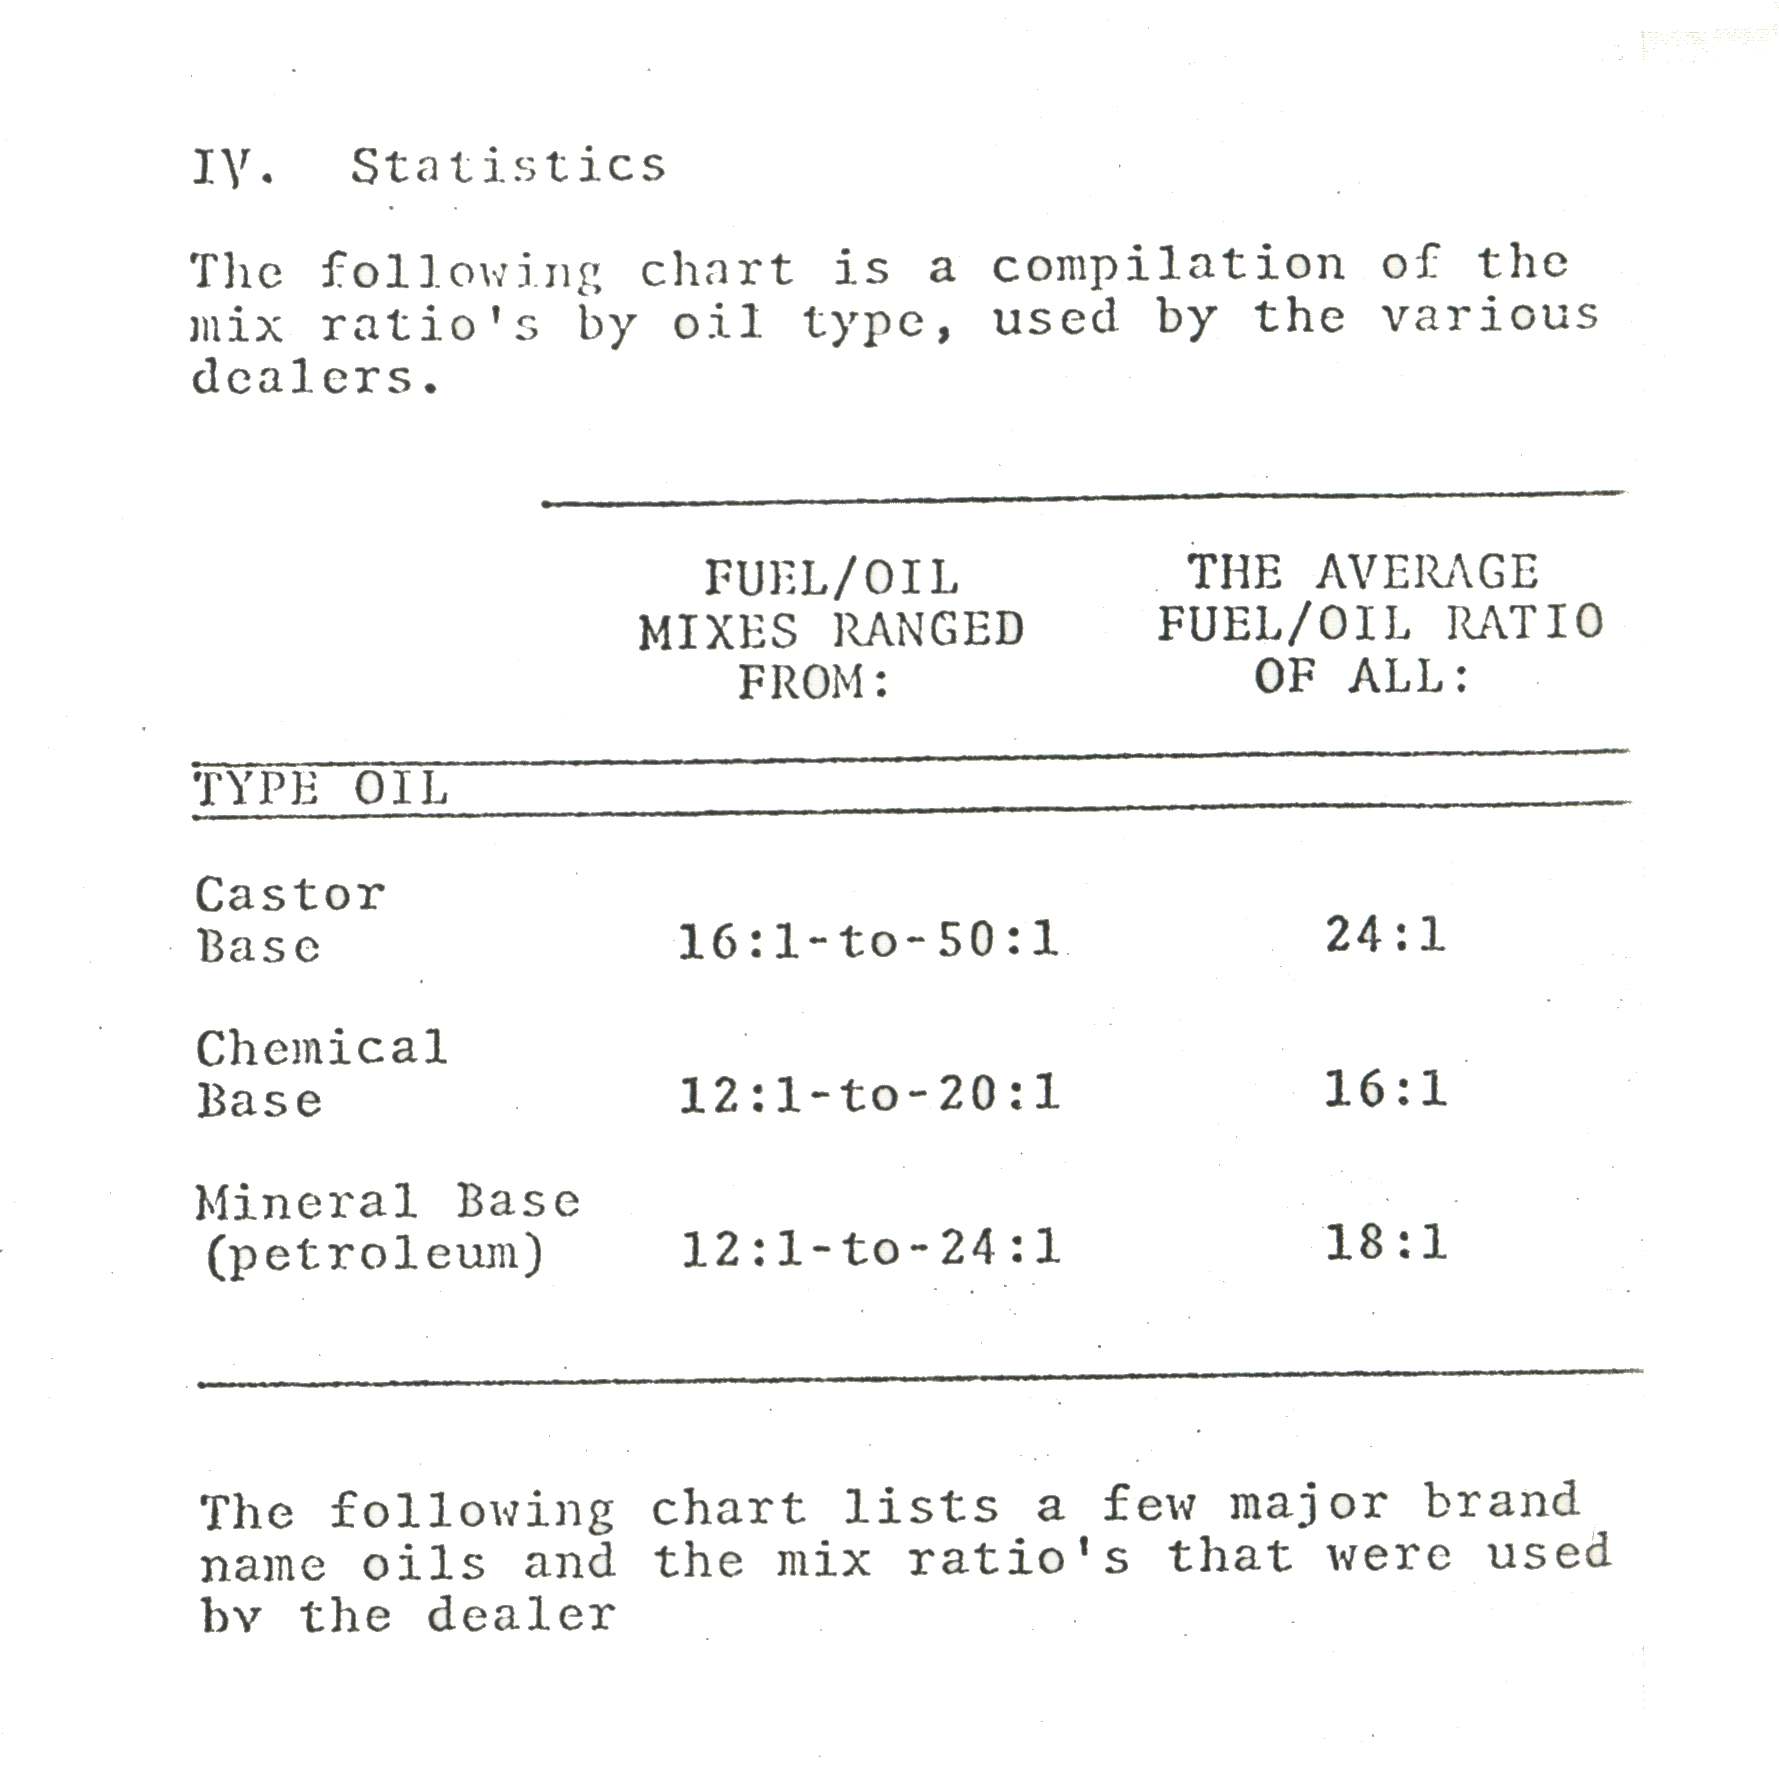 IV. Statistics
The following chart is a compilation of the
mix ratio's by oil type, used by the various
dealers.
FUEL/OIL
MIXES RANGED
FROM:
THE AVERAGE
FUEL/OIL RATIO
OF ALL:
TYPE OIL
Castor
Base 16:1-to-50:1 24:1
Chemical
Base 12:1-to-20:1 16:1
Mineral Base
(petroleum) 12:1-to-24:1 18:1
The following chart lists a few major brand
name oils and the mix ratio's that were used
by the dealer